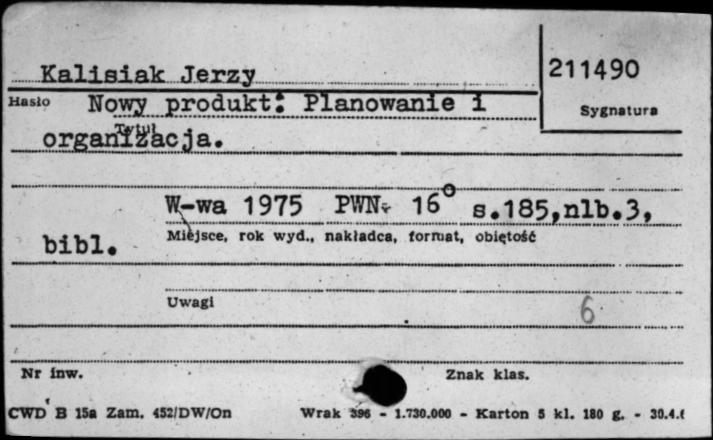 Kalisiak Jerzy
211490
Hasło
Sygnatura
Nowy produkt: Planowanie i
Tytuł
organizacja.
W-wa 1975 PWN. 16° s.185,nlb.3,
Miejsce, rok wyd., nakładca, format, objętość
bibl.
Uwagi
6
Nr inw.
Znak klas.
CWD B 15a Zam. 452/DW/On Wrak 396 - 1.730.000 - Karton 5 kl. 180 g. - 30.4.